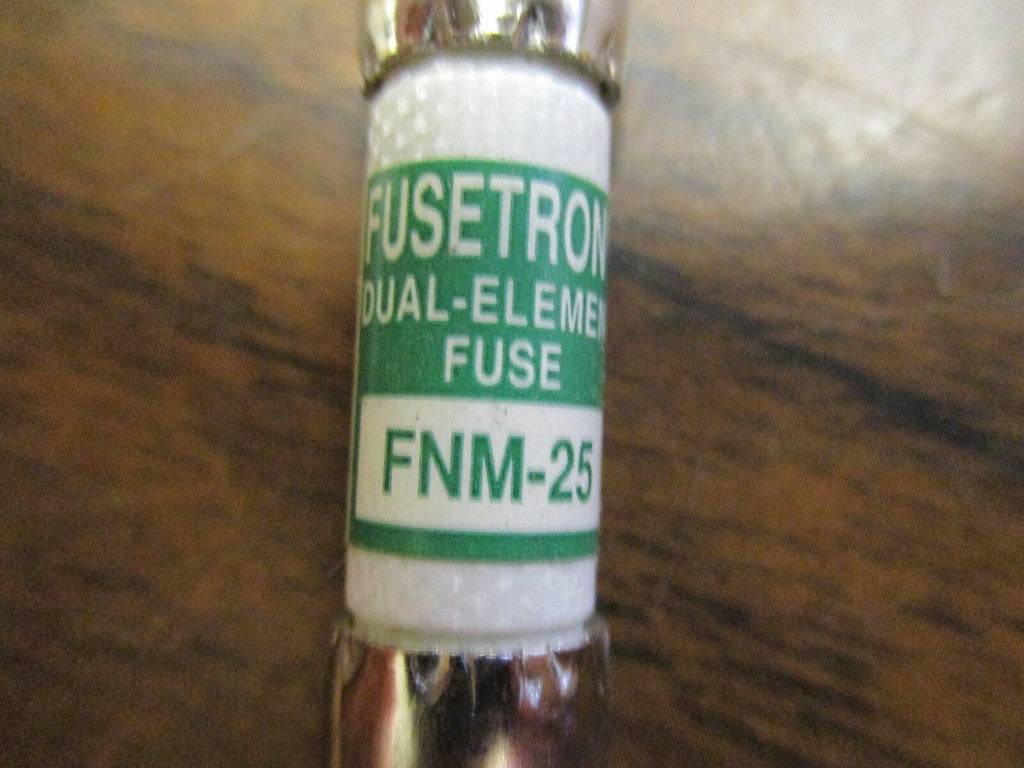 FUSETRON
DUAL-ELEMEN
FUSE
FNM-25